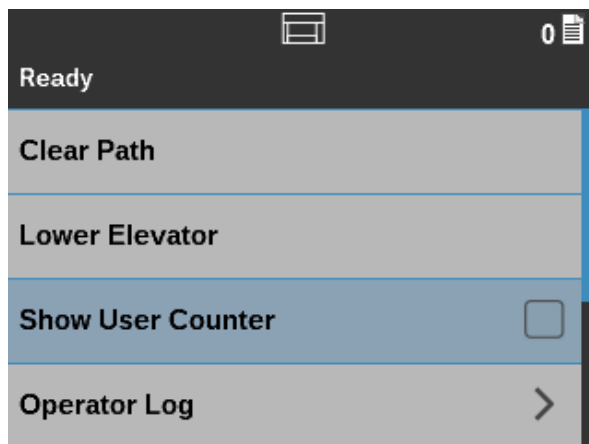 0
Ready
Clear Path
Lower Elevator
Show User Counter
Operator Log